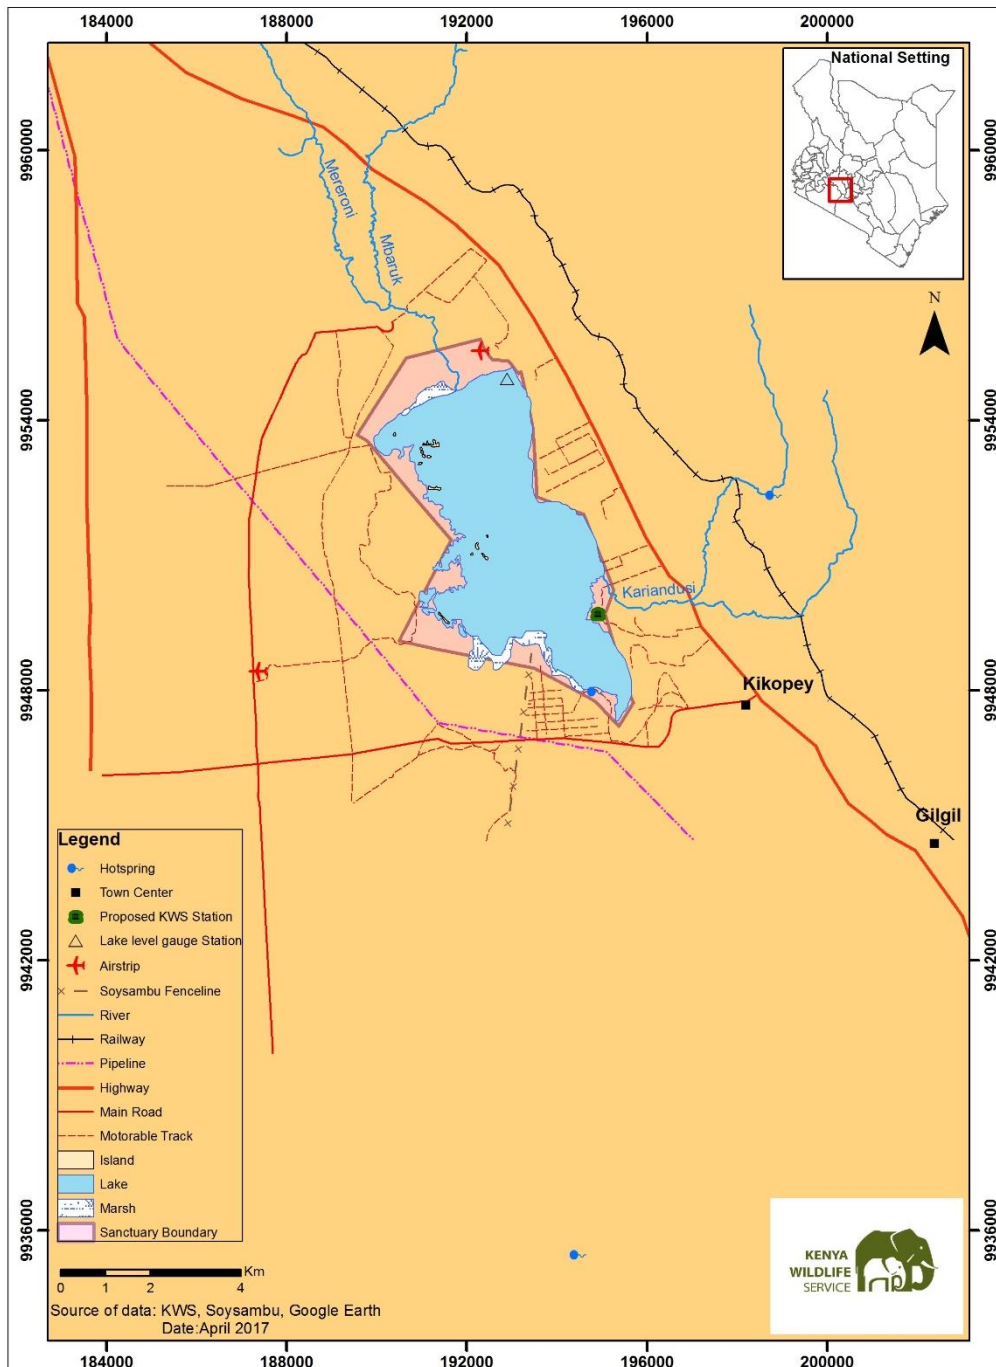 184000 188000 192000 196000 200000
National Setting
9960000 9960000
Mereroni
Mbaruk
N
9954000 9954000
Kariandusi
9948000 9948000
Kikopey
Gilgil
Legend
Hotspring
Town Center
Proposed KWS Station
Lake level gauge Station
Airstrip
Soysambu Fenceline
River
Railway
Pipeline
Highway
Main Road
Motorable Track
Island
Lake
Marsh
Sanctuary Boundary
9942000 9942000
9936000 9936000
KENYA
WILDLIFE
SERVICE
Km
0 1 2 4
Source of data: KWS, Soysambu, Google Earth
Date:April 2017
184000 188000 192000 196000 200000